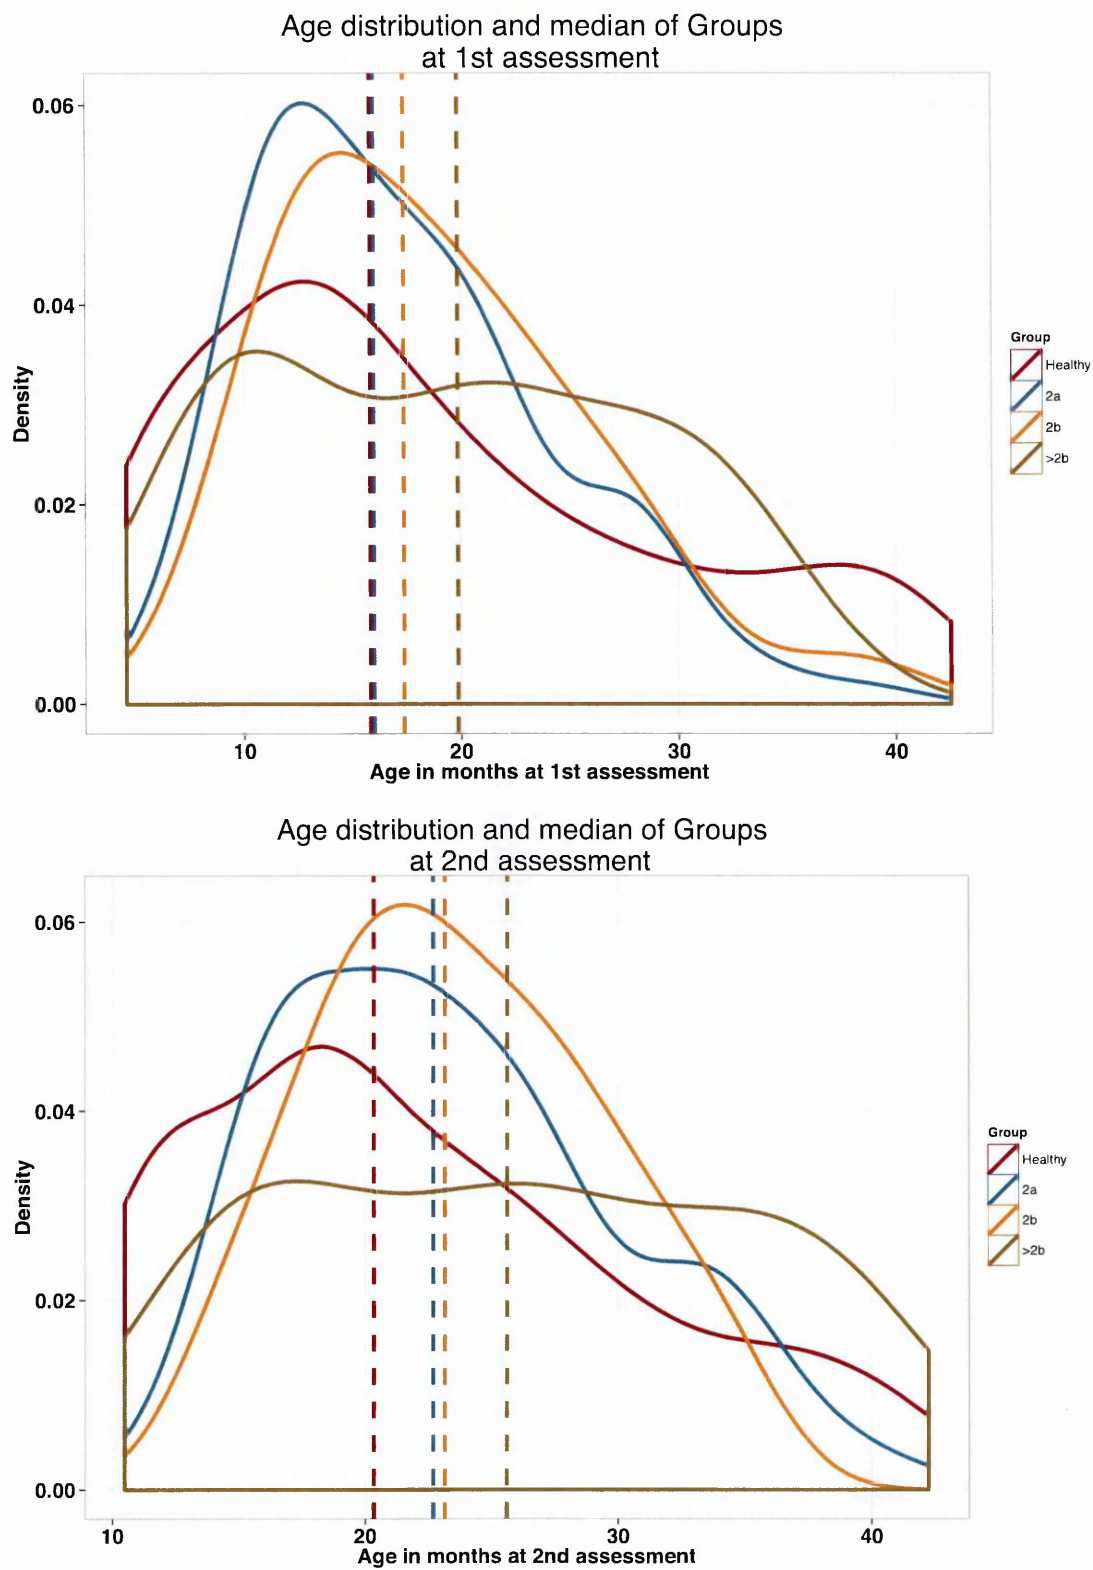 Age distribution and median of Groups
at 1st assessment
0.06
0.04
0.02
0.00
Density
10
20
30
40
Age in months at 1st assessment
Group
Healthy
2a
2b
>2b
Age distribution and median of Groups
at 2nd assessment
0.06
0.04
0.02
0.00
Density
10
20
30
40
Age in months at 2nd assessment
Group
Healthy
2a
2b
>2b